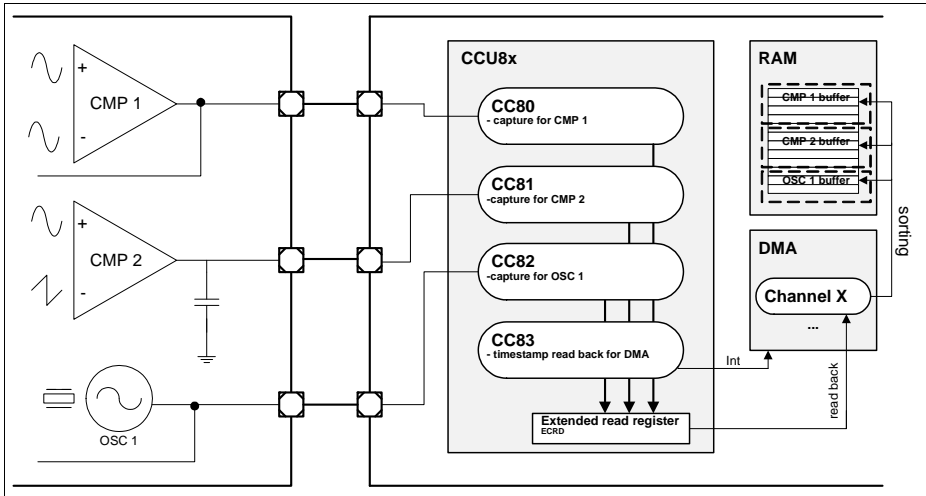 CMP 1
+
-
CMP 2
+
-
OSC 1
CCU8x
CC80
- capture for CMP 1
CC81
-capture for CMP 2
CC82
-capture for OSC 1
CC83
- timestamp read back for DMA
Extended read register
ECRD
Int
read back
RAM
CMP 1 buffer
CMP 2 buffer
OSC 1 buffer
sorting
DMA
Channel X
...